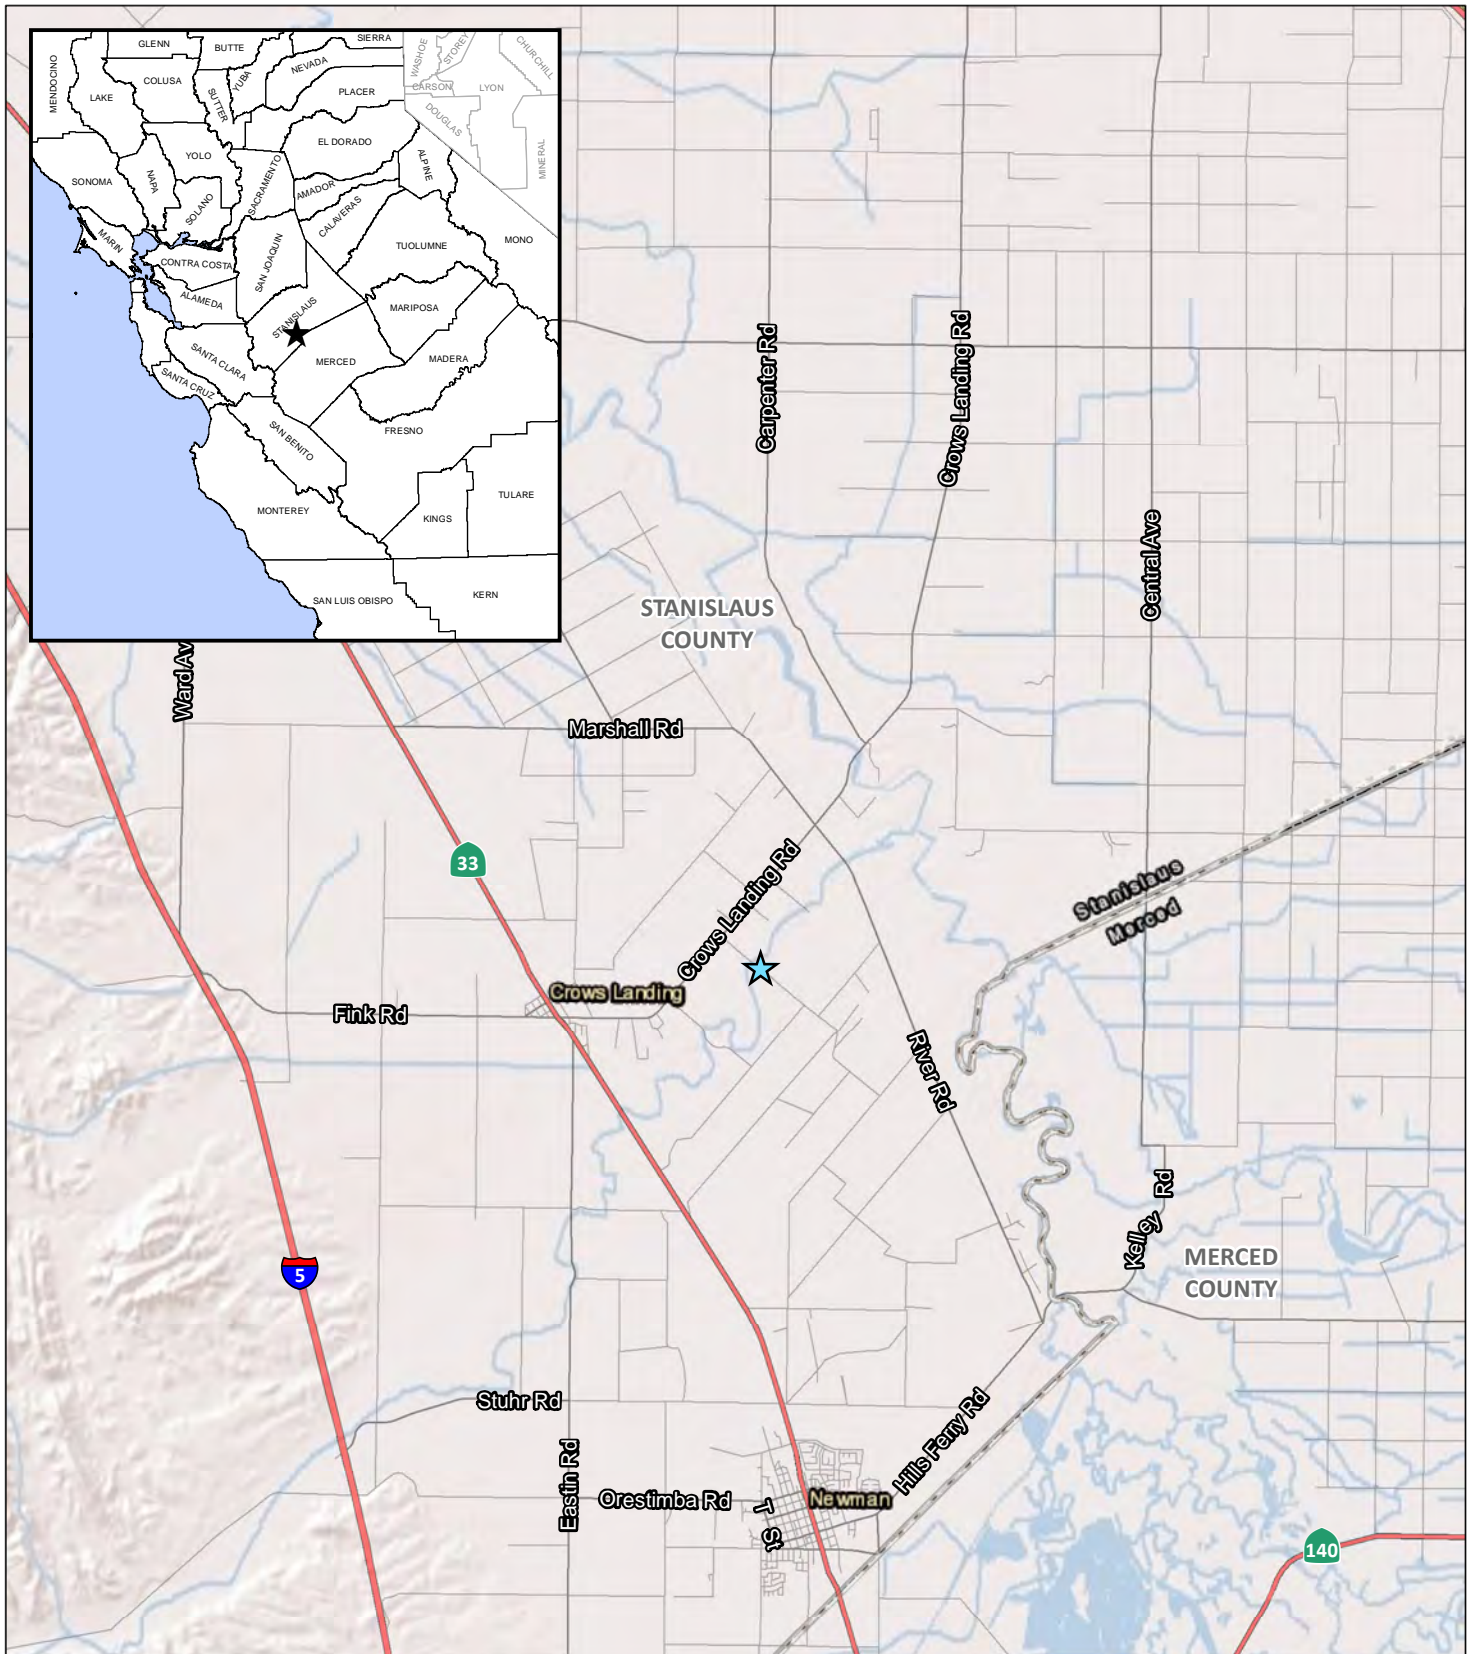 GLENN
BUTTE
SIERRA
MENDOCINO
COLUSA
YUBA
NEVADA
WASHOE
STOREY
CHURCHILL
LAKE
SUTTER
PLACER
CARSON
LYON
DOUGLAS
YOLO
EL DORADO
ALPINE
MINERAL
SONOMA
NAPA
SACRAMENTO
AMADOR
SOLANO
CALAVERAS
MARIN
TUOLUMNE
MONO
CONTRA COSTA
SAN JOAQUIN
ALAMEDA
STANISLAUS
MARIPOSA
SANTA CLARA
MERCED
MADERA
SANTA CRUZ
SAN BENITO
FRESNO
MONTEREY
KINGS
TULARE
SAN LUIS OBISPO
KERN
Carpenter Rd
Crows Landing Rd
Central Ave
STANISLAUS
COUNTY
Ward Av
Marshall Rd
33
Crows Landing Rd
Stanislaus
Merced
Crows Landing
Fink Rd
River Rd
Kelley Rd
MERCED
COUNTY
5
Stuhr Rd
Hills Ferry Rd
Eastin Rd
Orestimba Rd
T St
Newman
140